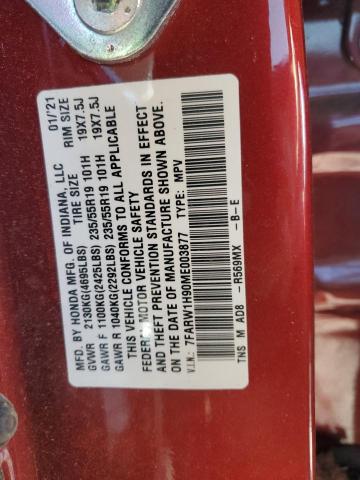 MFD. BY HONDA MFG. OF INDIANA, LLC 01/'21
TIRE SIZE RIM SIZE
GVWR 2130KG(4695LBS)
GAWR F 1100KG(2425LBS) 235/55R19 101H 19X7.5J
GAWR R 1040KG(2292LBS) 235/55R19 101H 19X7.5J
THIS VEHICLE CONFORMS TO ALL APPLICABLE
FEDERAL MOTOR VEHICLE SAFETY
AND THEFT PREVENTION STANDARDS IN EFFECT
ON THE DATE OF MANUFACTURE SHOWN ABOVE.
V.I.N.: 7FARW1H90ME003877 TYPE: MPV
TNS M AD8 -R569MX -B-E